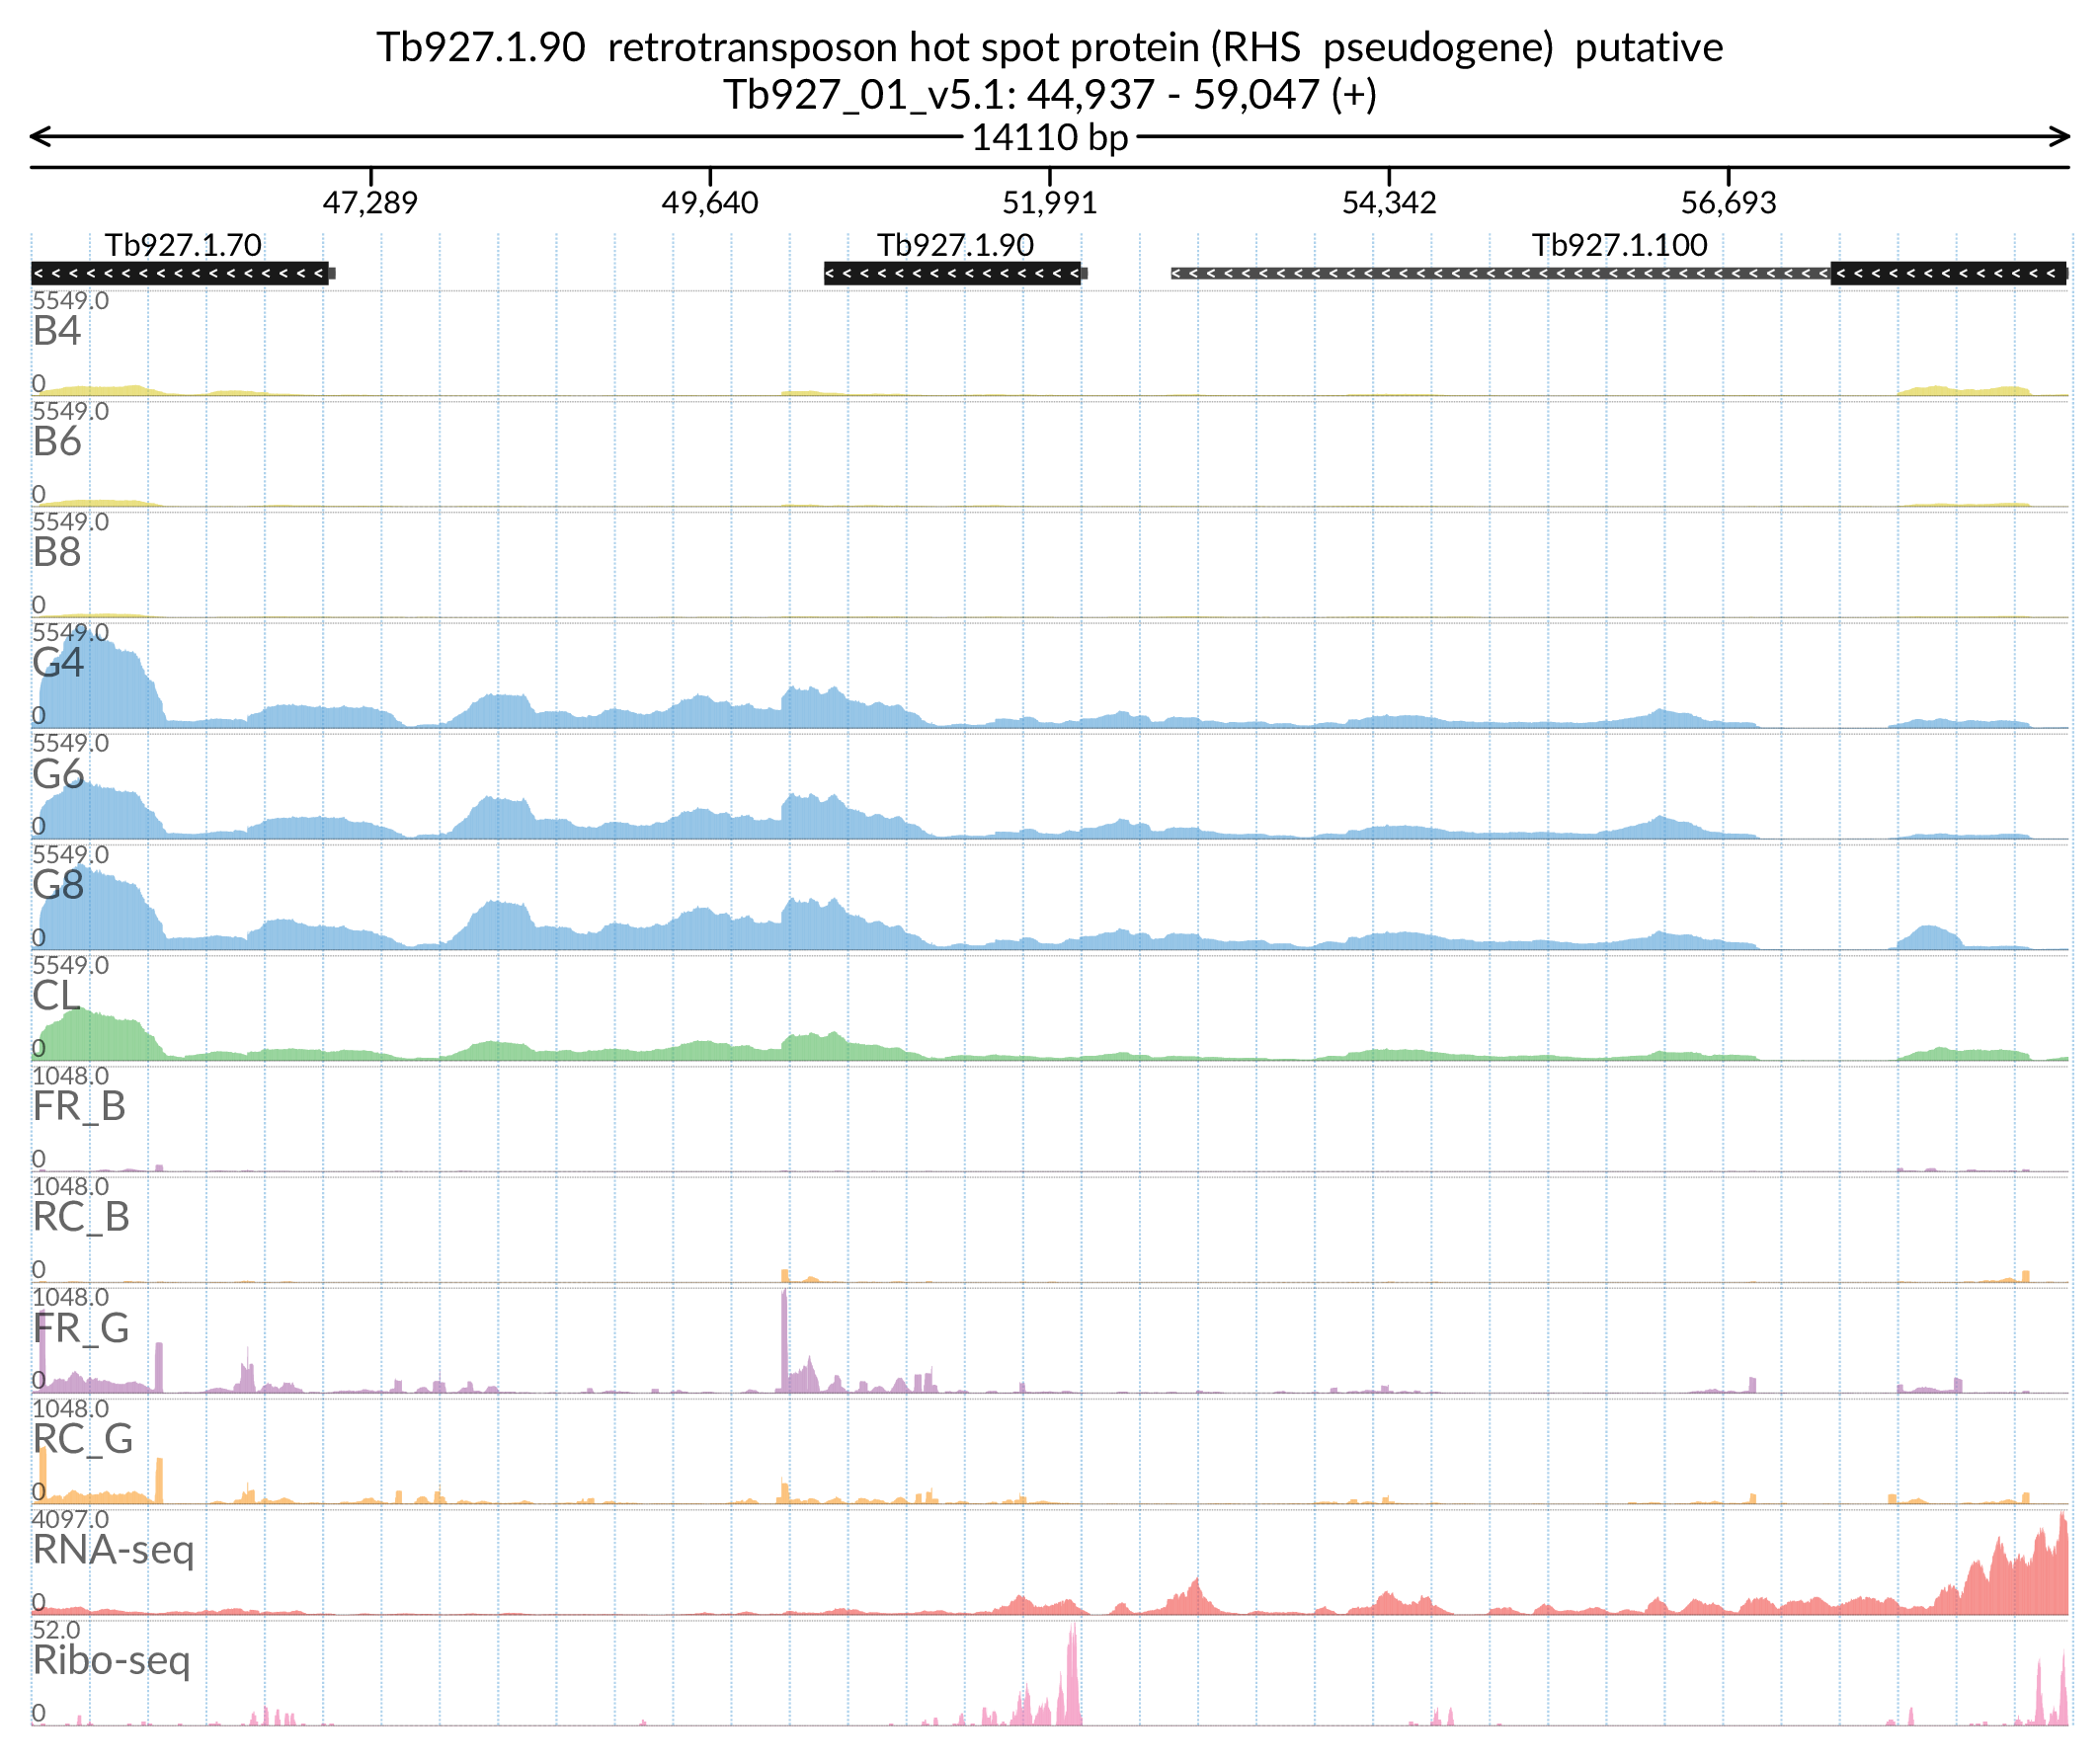 Tb927.1.90  retrotransposon hot spot protein (RHS  pseudogene)  putative
Tb927_01_v5.1: 44,937 - 59,047 (+)
14110 bp
47,289 49,640 51,991 54,342 56,693
Tb927.1.70 Tb927.1.90 Tb927.1.100
5549.0
B4
0
5549.0
B6
0
5549.0
B8
0
5549.0
G4
0
5549.0
G6
0
5549.0
G8
0
5549.0
CL
0
1048.0
FR_B
0
1048.0
RC_B
0
1048.0
FR_G
0
1048.0
RC_G
0
4097.0
RNA-seq
0
52.0
Ribo-seq
0